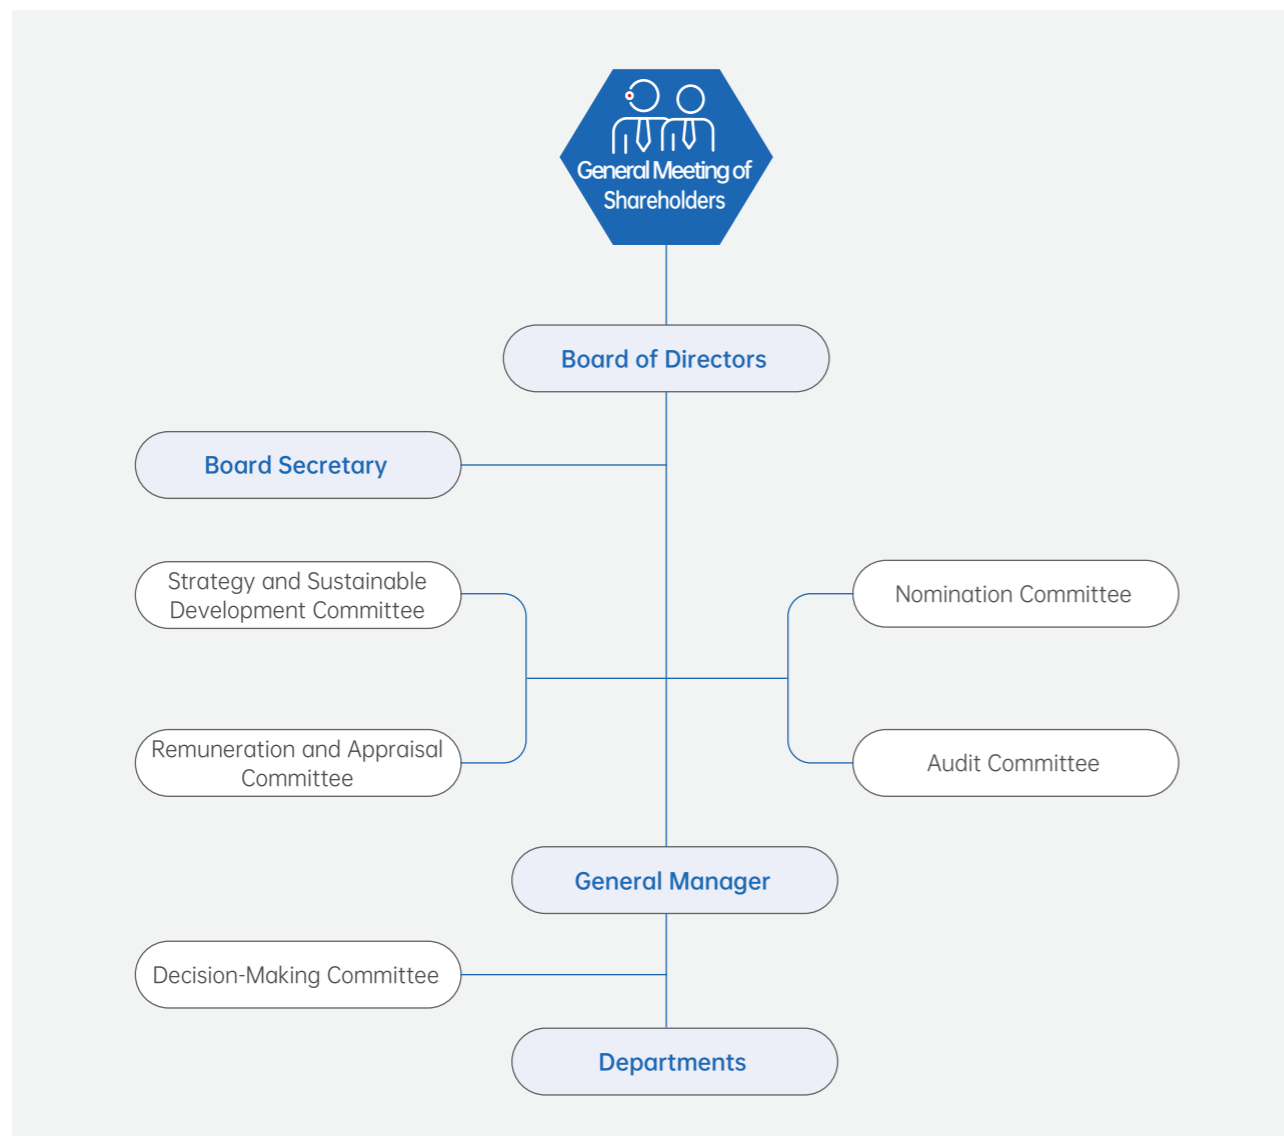 General Meeting of
Shareholders
Board of Directors
Board Secretary
Strategy and Sustainable
Development Committee
Nomination Committee
Remuneration and Appraisal
Committee
Audit Committee
General Manager
Decision-Making Committee
Departments